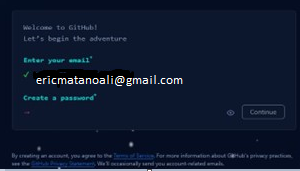 Welcome to GitHub!
Let's begin the adventure
Enter your email*
✓ ericmatanoali@gmail.com
Create a password*
→ Continue
By creating an account, you agree to the Terms of Service. For more information about GitHub's privacy practices,
see the GitHub Privacy Statement. We'll occasionally send you account-related emails.